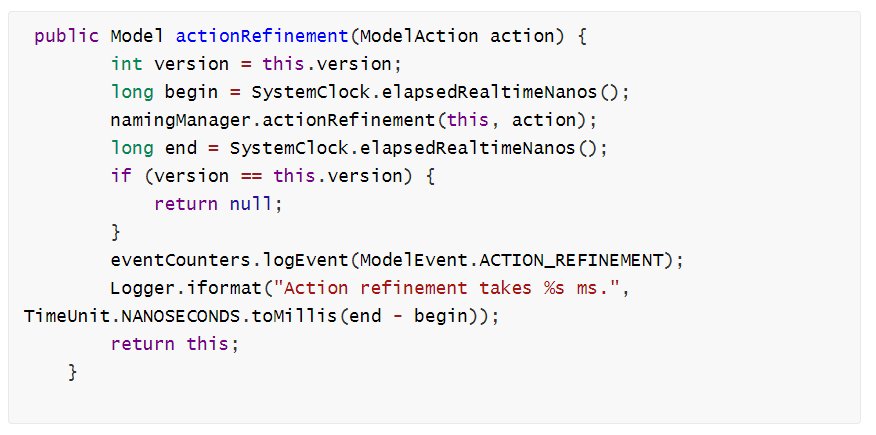 public Model actionRefinement(ModelAction action) {
        int version = this.version;
        long begin = SystemClock.elapsedRealtimeNanos();
        namingManager.actionRefinement(this, action);
        long end = SystemClock.elapsedRealtimeNanos();
        if (version == this.version) {
            return null;
        }
        eventCounters.logEvent(ModelEvent.ACTION_REFINEMENT);
        Logger.iformat("Action refinement takes %s ms.",
TimeUnit.NANOSECONDS.toMillis(end - begin));
        return this;
    }